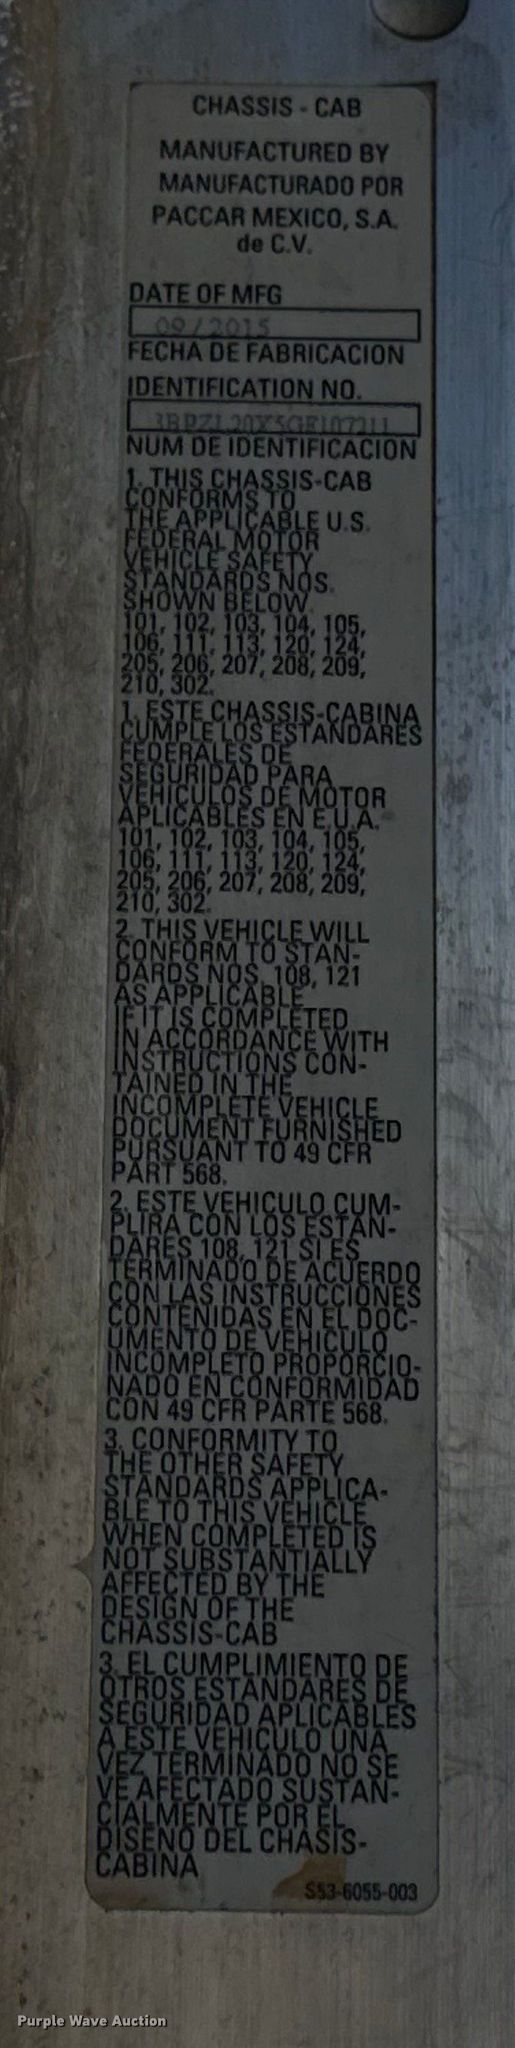 CHASSIS - CAB
MANUFACTURED BY
MANUFACTURADO POR
PACCAR MEXICO, S.A.
de C.V.
DATE OF MFG
09/2015
FECHA DE FABRICACION
IDENTIFICATION NO.
NUM DE IDENTIFICACION
1. THIS CHASSIS-CAB
CONFORMS TO
THE APPLICABLE U.S.
FEDERAL MOTOR
VEHICLE SAFETY
STANDARDS NOS.
SHOWN BELOW
101, 102, 103, 104, 105,
106, 111, 113, 120, 124,
205, 206, 207, 208, 209,
210, 302.
1. ESTE CHASSIS-CABINA
CUMPLE LOS ESTANDARES
FEDERALES DE
SEGURIDAD PARA
VEHICULOS DE MOTOR
APLICABLES EN E.U.A.
101, 102, 103, 104, 105,
106, 111, 113, 120, 124,
205, 206, 207, 208, 209,
210, 302.
2. THIS VEHICLE WILL
CONFORM TO STAN-
DARDS NOS. 108, 121
AS APPLICABLE
IF IT IS COMPLETED
IN ACCORDANCE WITH
INSTRUCTIONS CON-
TAINED IN THE
INCOMPLETE VEHICLE
DOCUMENT FURNISHED
PURSUANT TO 49 CFR
PART 568.
2. ESTE VEHICULO CUM-
PLIRA CON LOS ESTAN-
DARES 108, 121 SI ES
TERMINADO DE ACUERDO
CON LAS INSTRUCCIONES
CONTENIDAS EN EL DOC-
UMENTO DE VEHICULO
INCOMPLETO PROPORCIO-
NADO EN CONFORMIDAD
CON 49 CFR PARTE 568.
3. CONFORMITY TO
THE OTHER SAFETY
STANDARDS APPLICA-
BLE TO THIS VEHICLE
WHEN COMPLETED IS
NOT SUBSTANTIALLY
AFFECTED BY THE
DESIGN OF THE
CHASSIS-CAB
3. EL CUMPLIMIENTO DE
OTROS ESTANDARES DE
SEGURIDAD APLICABLES
A ESTE VEHICULO UNA
VEZ TERMINADO NO SE
VE AFECTADO SUSTAN-
CIALMENTE POR EL
DISENO DEL CHASIS-
CABINA
S53-6055-003
Purple Wave Auction